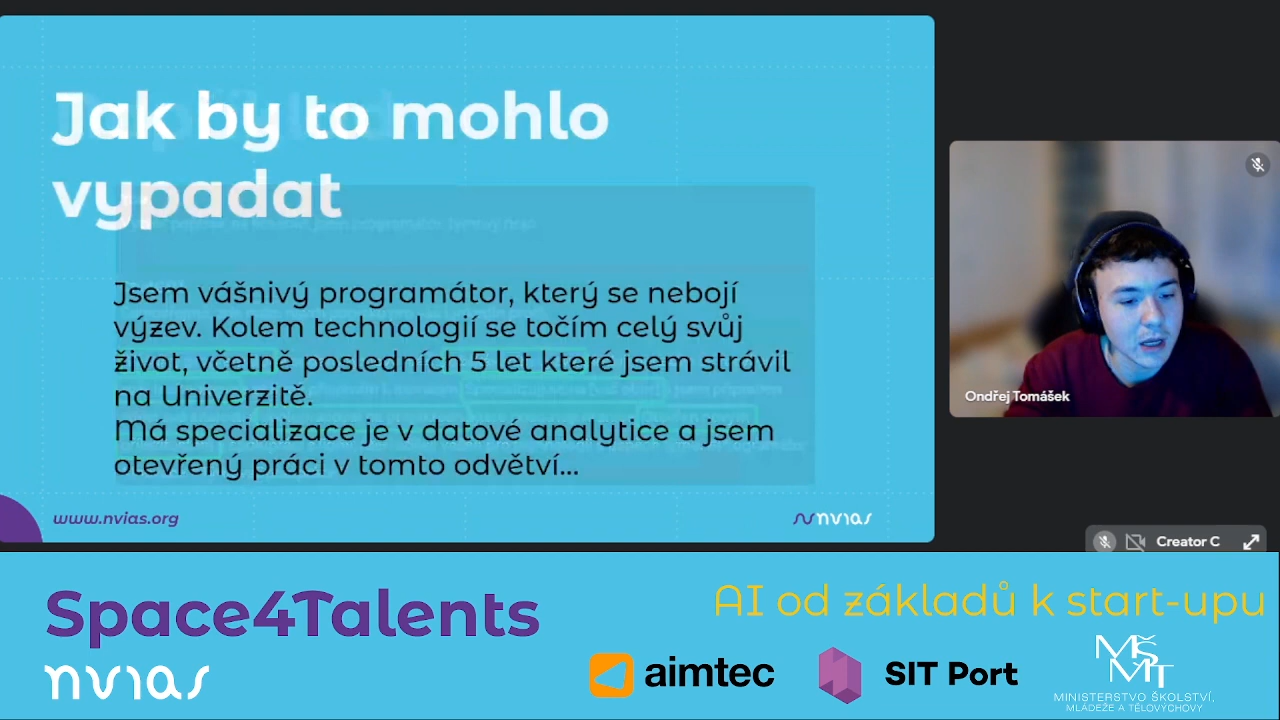 Jak by to mohlo
vypadat
Jsem vášnivý programátor, který se nebojí
výzev. Kolem technologií se točím celý svůj
život, včetně posledních 5 let které jsem strávil
na Univerzitě.
Má specializace je v datové analytice a jsem
otevřený práci v tomto odvětví...
www.nvias.org
nvias
Ondřej Tomášek
Creator C
Space4Talents
AI od základů k start-upu
nvias
aimtec
SIT Port
MŠMT
MINISTERSTVO ŠKOLSTVÍ,
MLÁDEŽE A TĚLOVÝCHOVY